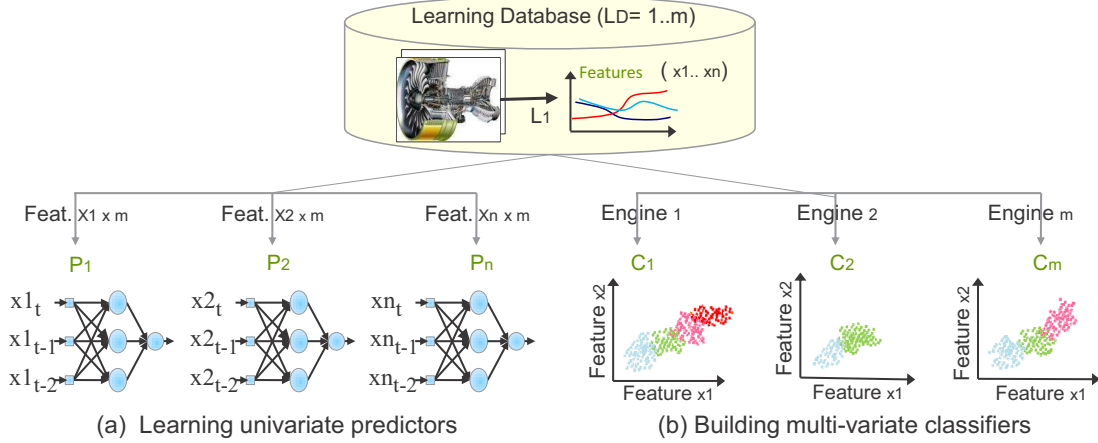 Learning Database (LD= 1..m)
Features ( x1.. xn)
L1
Feat. X1 x m
Feat. X2 x m
Feat. Xn x m
Engine 1
Engine 2
Engine m
P1
P2
Pn
C1
C2
Cm
x1t
x1t-1
x1t-2
x2t
x2t-1
x2t-2
xnt
xnt-1
xnt-2
Feature x2
Feature x1
Feature x2
Feature x1
Feature x2
Feature x1
(a) Learning univariate predictors
(b) Building multi-variate classifiers